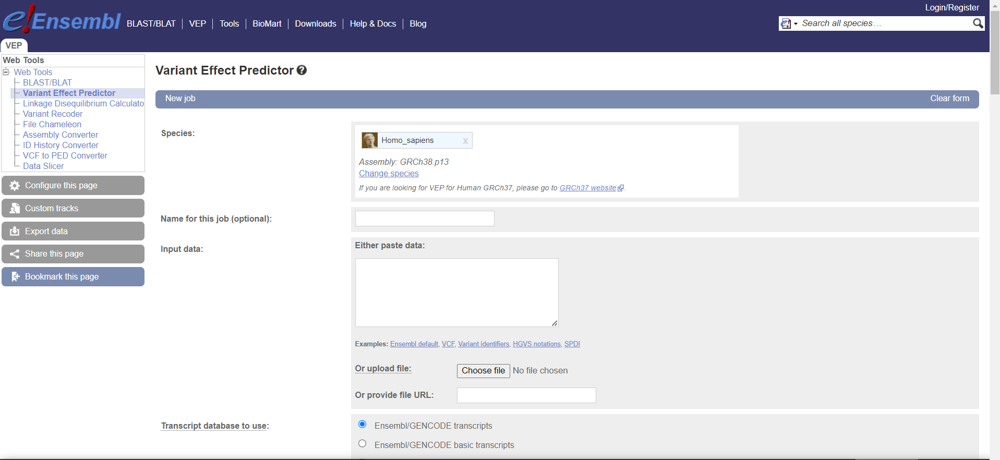 Login/Register
e!Ensembl BLAST/BLAT VEP Tools BioMart Downloads Help & Docs Blog
Search all species…
VEP
Web Tools
Web Tools
BLAST/BLAT
Variant Effect Predictor
Linkage Disequilibrium Calculato
Variant Recoder
File Chameleon
Assembly Converter
ID History Converter
VCF to PED Converter
Data Slicer
Configure this page
Custom tracks
Export data
Share this page
Bookmark this page
Variant Effect Predictor ?
New job Clear form
Species:
Homo_sapiens x
Assembly: GRCh38.p13
Change species
If you are looking for VEP for Human GRCh37, please go to GRCh37 website.
Name for this job (optional):
Input data:
Either paste data:
Examples: Ensembl default, VCF, Variant identifiers, HGVS notations, SPDI
Or upload file: Choose file No file chosen
Or provide file URL:
Transcript database to use:
Ensembl/GENCODE transcripts
Ensembl/GENCODE basic transcripts